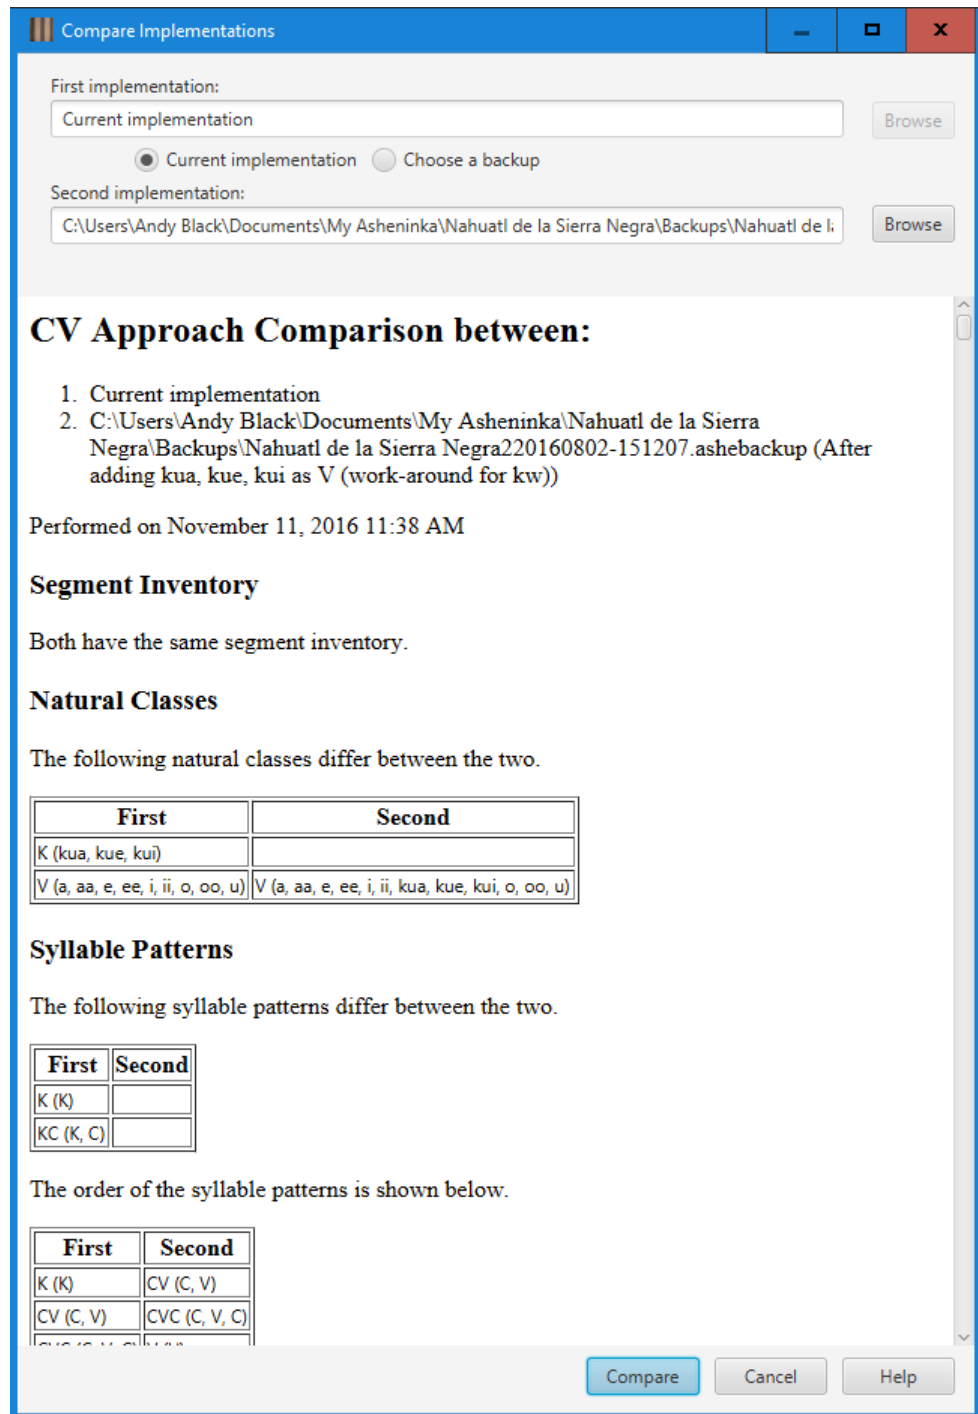 Compare Implementations
First implementation:
Current implementation
Browse
Current implementation Choose a backup
Second implementation:
C:\Users\Andy Black\Documents\My Asheninka\Nahuatl de la Sierra Negra\Backups\Nahuatl de la
Browse
CV Approach Comparison between:
1. Current implementation
2. C:\Users\Andy Black\Documents\My Asheninka\Nahuatl de la Sierra
Negra\Backups\Nahuatl de la Sierra Negra220160802-151207.ashebackup (After
adding kua, kue, kui as V (work-around for kw))
Performed on November 11, 2016 11:38 AM
Segment Inventory
Both have the same segment inventory.
Natural Classes
The following natural classes differ between the two.
First Second
K (kua, kue, kui)
V (a, aa, e, ee, i, ii, o, oo, u) V (a, aa, e, ee, i, ii, kua, kue, kui, o, oo, u)
Syllable Patterns
The following syllable patterns differ between the two.
First Second
K (K)
KC (K, C)
The order of the syllable patterns is shown below.
First Second
K (K) CV (C, V)
CV (C, V) CVC (C, V, C)
Compare Cancel Help